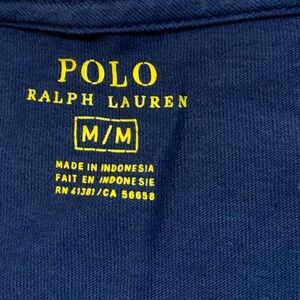 POLO
RALPH LAUREN
M/M
MADE IN INDONESIA
FAIT EN INDONESIE
RN 41381/CA 56658